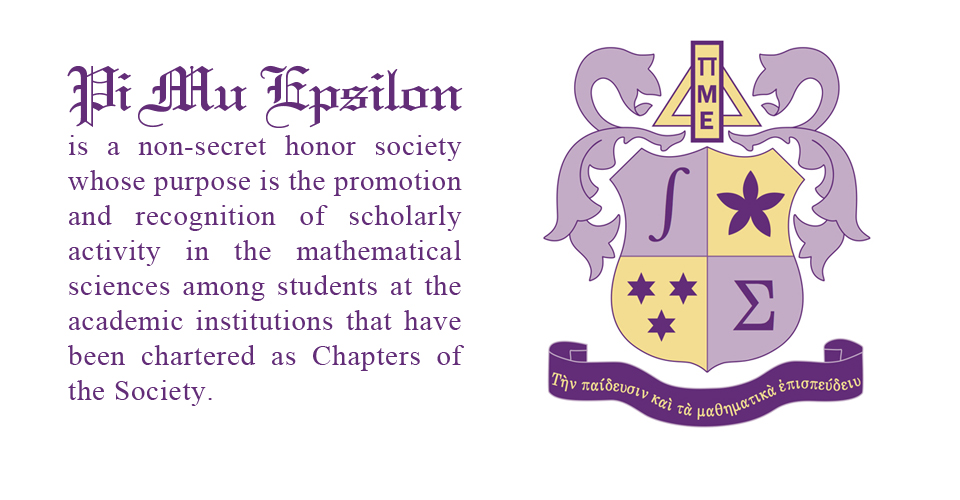 Pi Mu Epsilon
is a non-secret honor society
whose purpose is the promotion
and recognition of scholarly
activity in the mathematical
sciences among students at the
academic institutions that have
been chartered as Chapters of
the Society.
Π
Μ
Ε
∫
Σ
Τὴν παίδευσιν καὶ τὰ μαθηματικὰ ἐπισπεύδειν